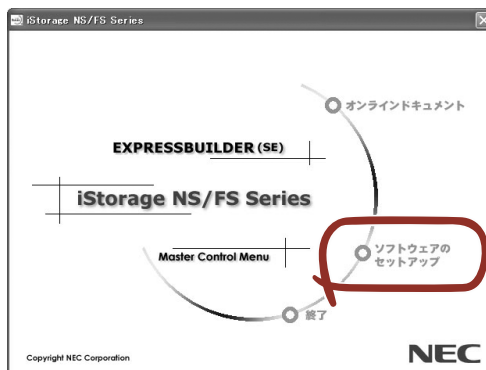 iStorage NS/FS Series
オンラインドキュメント
EXPRESSBUILDER (SE)
iStorage NS/FS Series
ソフトウェアの
セットアップ
Master Control Menu
終了
Copyright NEC Corporation
NEC